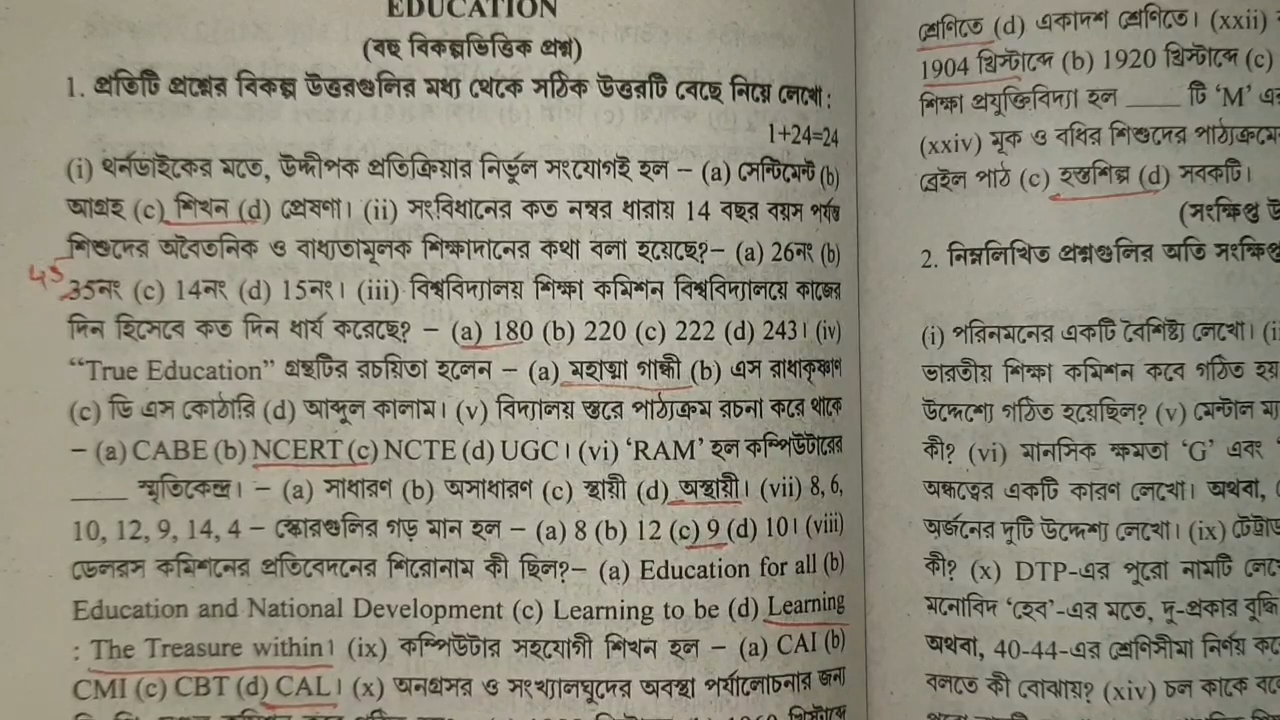 EDUCATION
(বহু বিকল্পভিত্তিক প্রশ্ন)
1. প্রতিটি প্রশ্নের বিকল্প উত্তরগুলির মধ্য থেকে সঠিক উত্তরটি বেছে নিয়ে লেখো :
1+24=24
(i) থর্নডাইকের মতে, উদ্দীপক প্রতিক্রিয়ার নির্ভুল সংযোগই হল – (a) সেন্টিমেন্ট (b)
আগ্রহ (c) শিখন (d) প্রেষণা। (ii) সংবিধানের কত নম্বর ধারায় 14 বছর বয়স পর্যন্ত
শিশুদের অবৈতনিক ও বাধ্যতামূলক শিক্ষাদানের কথা বলা হয়েছে?– (a) 26নং (b)
45
35নং (c) 14নং (d) 15নং। (iii) বিশ্ববিদ্যালয় শিক্ষা কমিশন বিশ্ববিদ্যালয়ে কাজের
দিন হিসেবে কত দিন ধার্য করেছে? – (a) 180 (b) 220 (c) 222 (d) 243। (iv)
“True Education” গ্রন্থটির রচয়িতা হলেন – (a) মহাত্মা গান্ধী (b) এস রাধাকৃষ্ণাণ
(c) ডি এস কোঠারি (d) আব্দুল কালাম। (v) বিদ্যালয় স্তরে পাঠ্যক্রম রচনা করে থাকে
– (a) CABE (b) NCERT (c) NCTE (d) UGC। (vi) ‘RAM’ হল কম্পিউটারের
____ স্মৃতিকেন্দ্র। – (a) সাধারণ (b) অসাধারণ (c) স্থায়ী (d) অস্থায়ী। (vii) 8, 6,
10, 12, 9, 14, 4 – স্কোরগুলির গড় মান হল – (a) 8 (b) 12 (c) 9 (d) 10। (viii)
ডেলরস কমিশনের প্রতিবেদনের শিরোনাম কী ছিল?– (a) Education for all (b)
Education and National Development (c) Learning to be (d) Learning
: The Treasure within। (ix) কম্পিউটার সহযোগী শিখন হল – (a) CAI (b)
CMI (c) CBT (d) CAL। (x) অনগ্রসর ও সংখ্যালঘুদের অবস্থা পর্যালোচনার জন্য
শ্রেণিতে (d) একাদশ শ্রেণিতে। (xxii)
1904 খ্রিস্টাব্দে (b) 1920 খ্রিস্টাব্দে (c)
শিক্ষা প্রযুক্তিবিদ্যা হল ____ টি ‘M’
(xxiv) মূক ও বধির শিশুদের পাঠ্যক্রমে
ব্রেইল পাঠ (c) হস্তশিল্প (d) সবকটি।
(সংক্ষিপ্ত
2. নিম্নলিখিত প্রশ্নগুলির অতি সংক্ষিপ্ত
(i) পরিনমনের একটি বৈশিষ্ট্য লেখো।
ভারতীয় শিক্ষা কমিশন কবে গঠিত হয়
উদ্দেশ্যে গঠিত হয়েছিল? (v) মেন্টাল
কী? (vi) মানসিক ক্ষমতা ‘G’ এবং
অন্ধত্বের একটি কারণ লেখো। অথবা,
অর্জনের দুটি উদ্দেশ্য লেখো। (ix)
কী? (x) DTP-এর পুরো নামটি
মনোবিদ ‘হেব’-এর মতে, দু-প্রকার বুদ্ধি
অথবা, 40-44-এর শ্রেণিসীমা নির্ণয়
বলতে কী বোঝায়? (xiv) চল কাকে